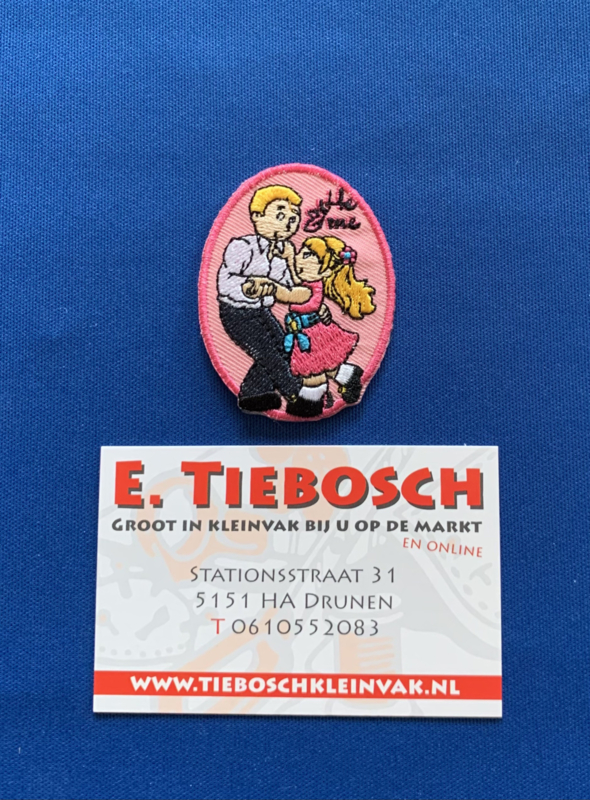 & me
E. TIEBOSCH
GROOT IN KLEINVAK BIJ U OP DE MARKT
EN ONLINE
STATIONSSTRAAT 31
5151 HA DRUNEN
T 0610552083
WWW.TIEBOSCHKLEINVAK.NL